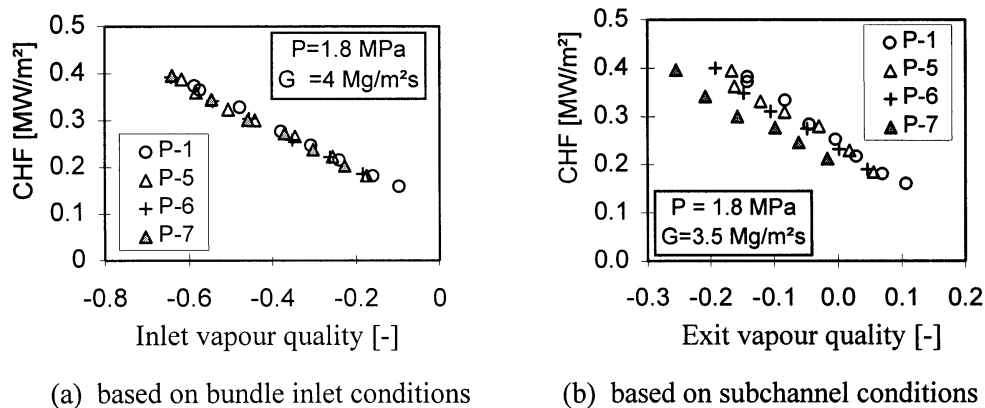 CHF [MW/m²]
0.5
0.4
0.3
0.2
0.1
0
P=1.8 MPa
G =4 Mg/m²s
P-1
P-5
P-6
P-7
-0.8 -0.6 -0.4 -0.2 0
Inlet vapour quality [-]
(a) based on bundle inlet conditions
CHF [MW/m²]
0.5
0.4
0.3
0.2
0.1
0.0
P-1
P-5
P-6
P-7
P = 1.8 MPa
G=3.5 Mg/m²s
-0.3 -0.2 -0.1 0.0 0.1 0.2
Exit vapour quality [-]
(b) based on subchannel conditions